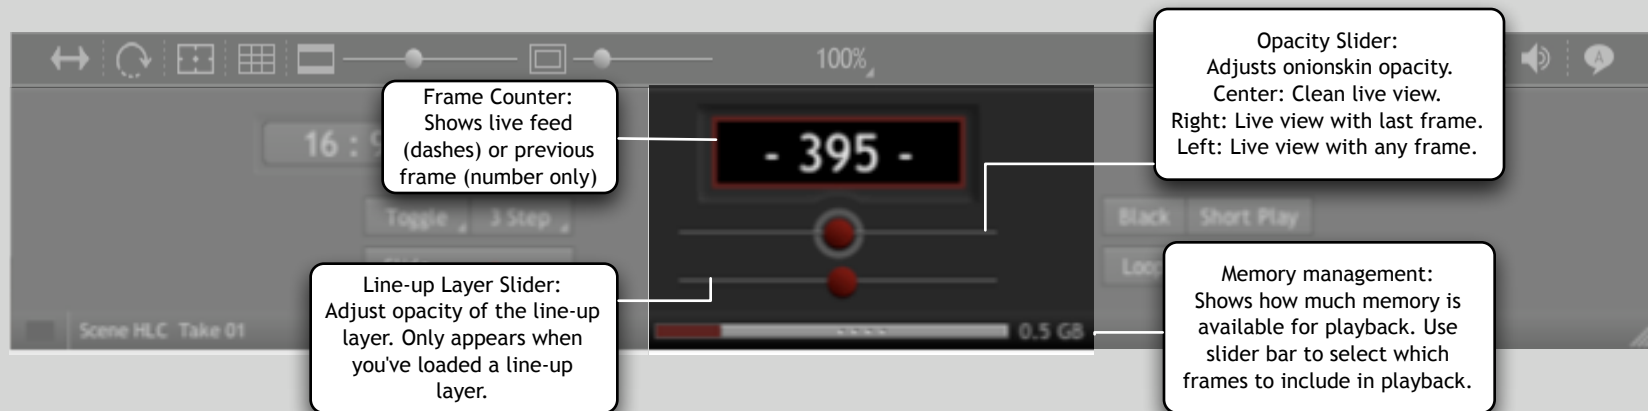 100%
Opacity Slider:
Adjusts onionskin opacity.
Center: Clean live view.
Right: Live view with last frame.
Left: Live view with any frame.
A
Frame Counter:
Shows live feed
(dashes) or previous
frame (number only)
16 :
- 395 -
Toggle
3 Step
Black
Short Play
Line-up Layer Slider:
Adjust opacity of the line-up
layer. Only appears when
you've loaded a line-up
layer.
Memory management:
Shows how much memory is
available for playback. Use
slider bar to select which
frames to include in playback.
Scene HLC Take 01
0.5 GB